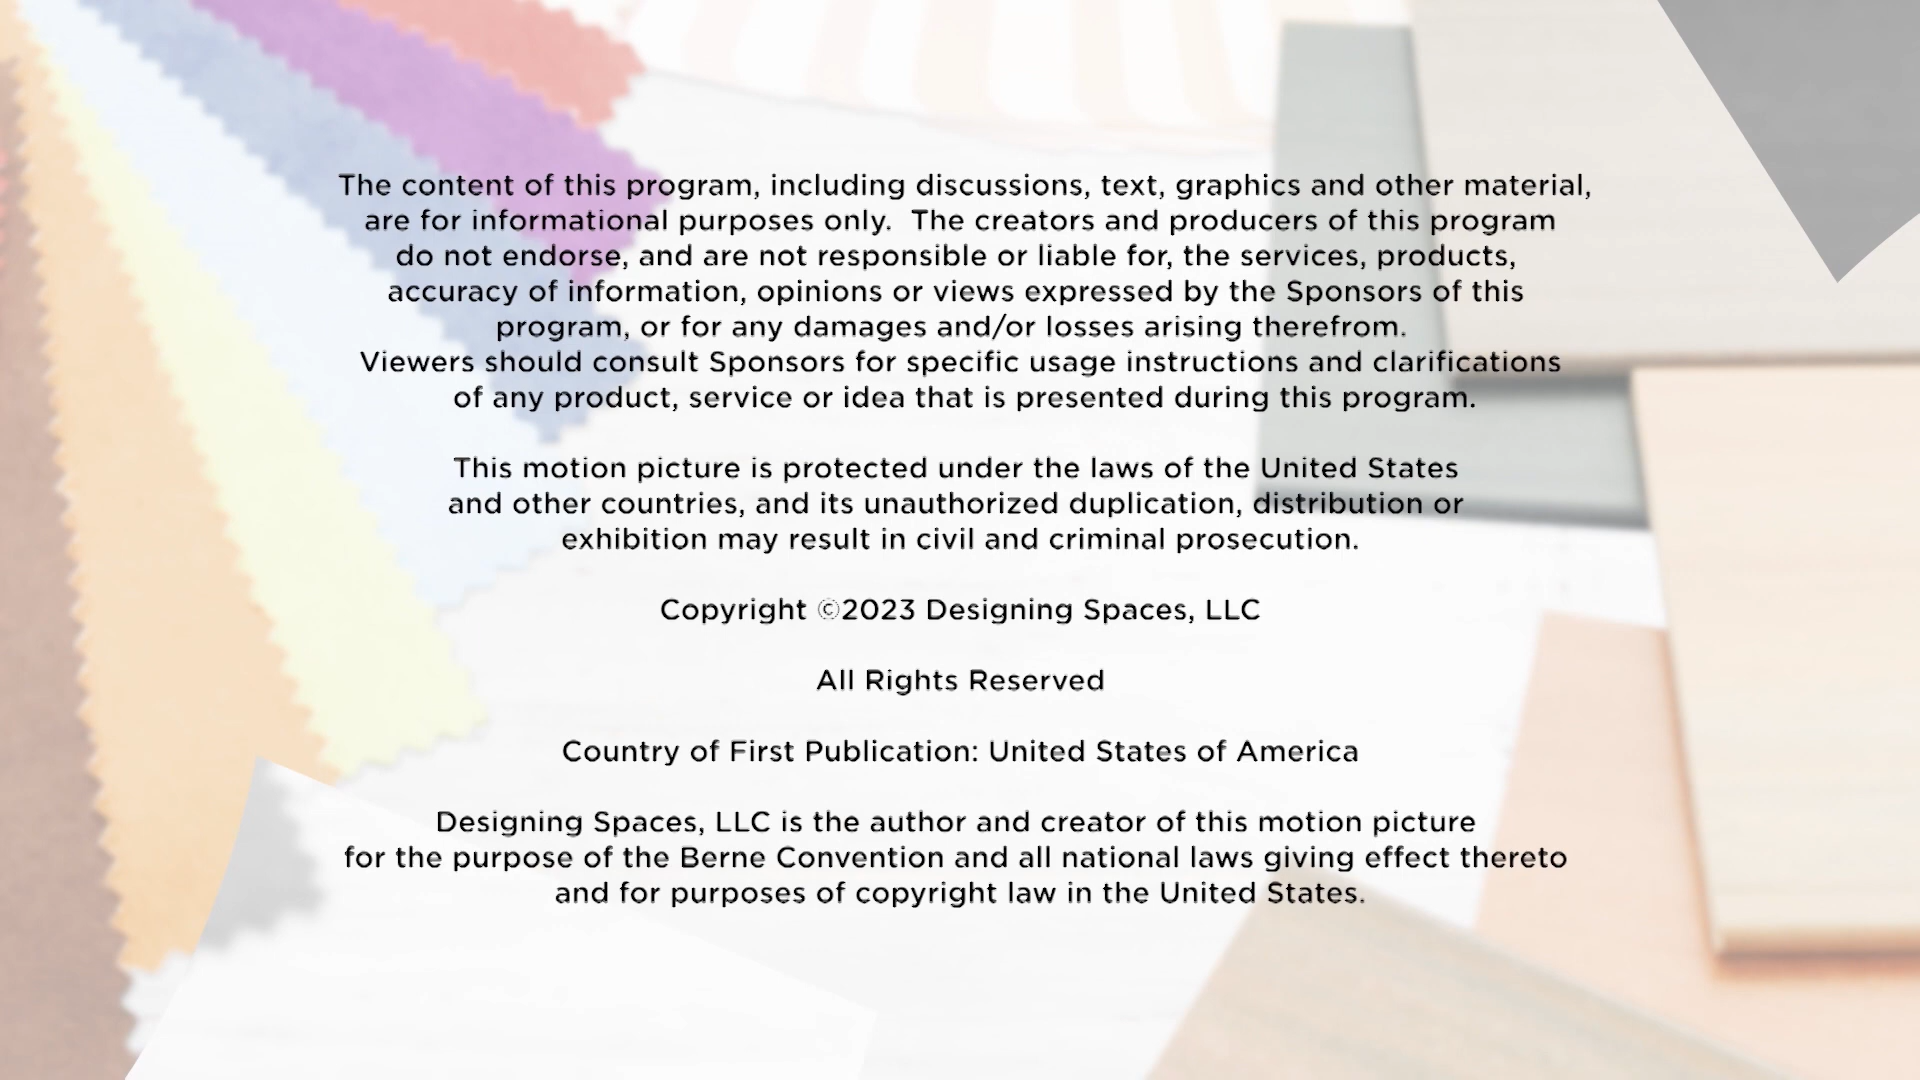 The content of this program, including discussions, text, graphics and other material,
are for informational purposes only.  The creators and producers of this program
do not endorse, and are not responsible or liable for, the services, products,
accuracy of information, opinions or views expressed by the Sponsors of this
program, or for any damages and/or losses arising therefrom.
Viewers should consult Sponsors for specific usage instructions and clarifications
of any product, service or idea that is presented during this program.
This motion picture is protected under the laws of the United States
and other countries, and its unauthorized duplication, distribution or
exhibition may result in civil and criminal prosecution.
Copyright ©2023 Designing Spaces, LLC
All Rights Reserved
Country of First Publication: United States of America
Designing Spaces, LLC is the author and creator of this motion picture
for the purpose of the Berne Convention and all national laws giving effect thereto
and for purposes of copyright law in the United States.